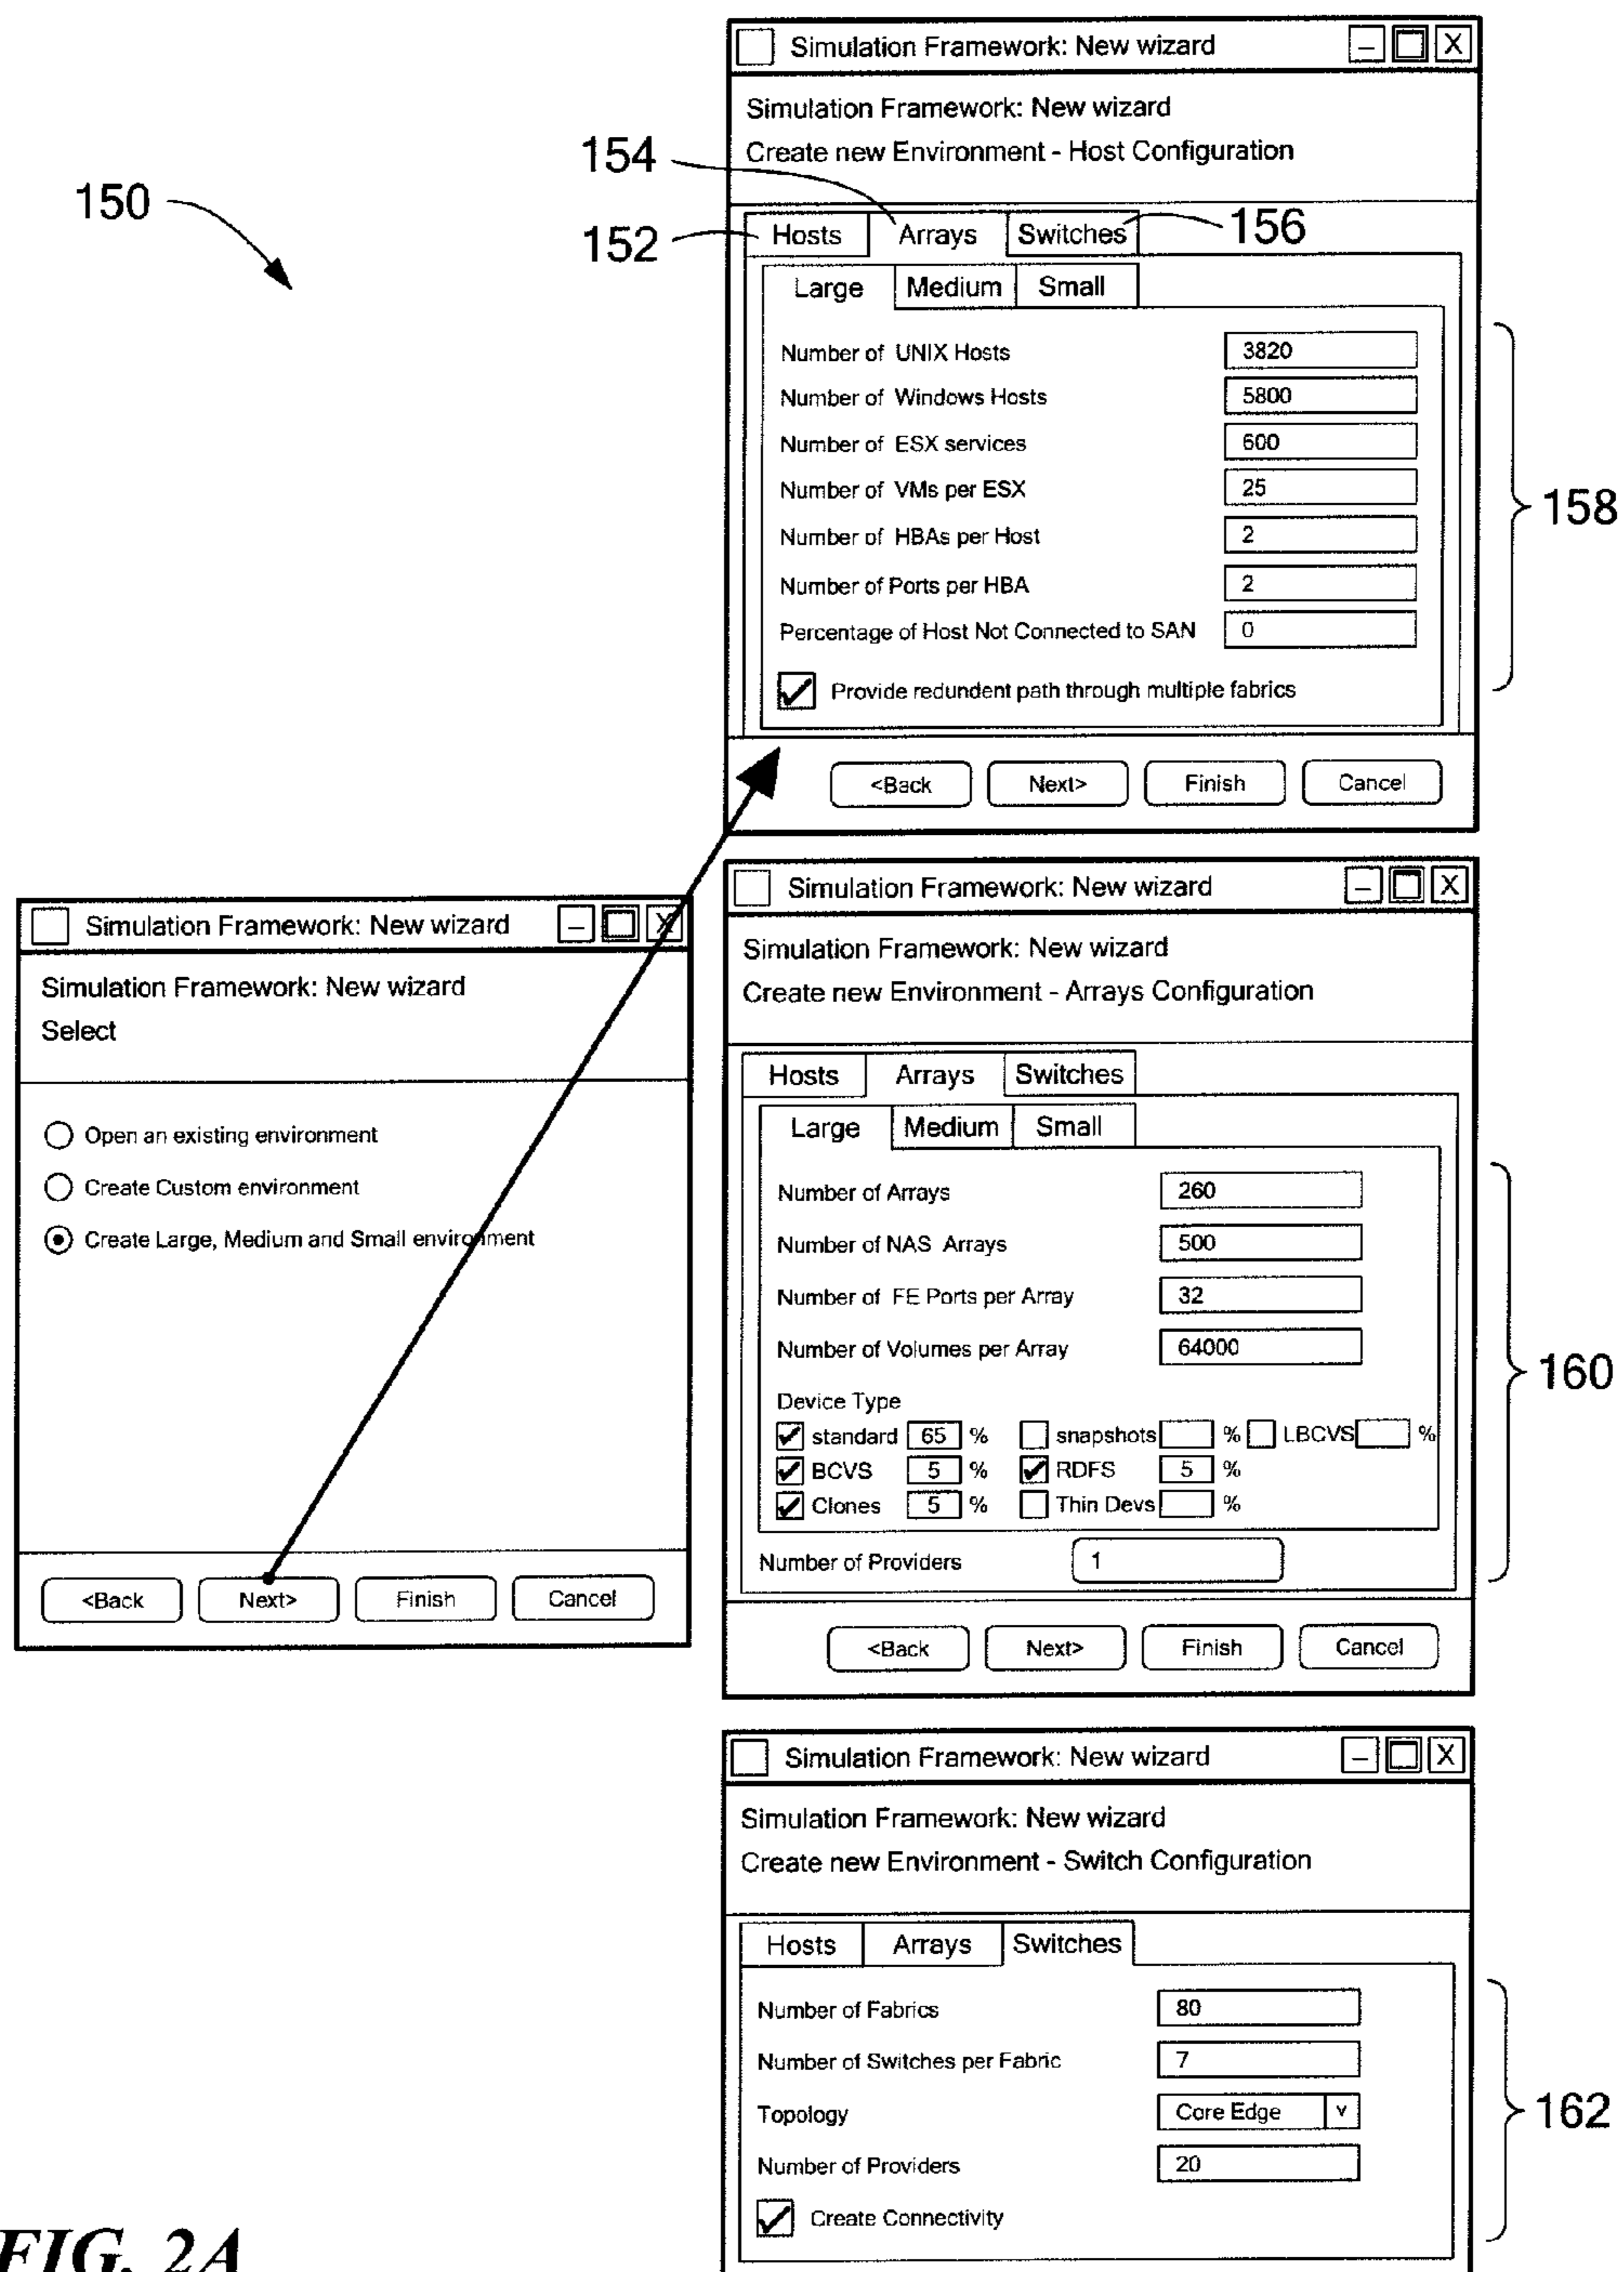 150
Simulation Framework: New wizard
Simulation Framework: New wizard
Create new Environment - Host Configuration
154
152
156
Hosts Arrays Switches
Large Medium Small
Number of UNIX Hosts 3820
Number of Windows Hosts 5800
Number of ESX services 600
Number of VMs per ESX 25
Number of HBAs per Host 2
Number of Ports per HBA 2
Percentage of Host Not Connected to SAN 0
Provide redundent path through multiple fabrics
158
<Back Next> Finish Cancel
Simulation Framework: New wizard
Simulation Framework: New wizard
Select
Open an existing environment
Create Custom environment
Create Large, Medium and Small environment
<Back Next> Finish Cancel
Simulation Framework: New wizard
Simulation Framework: New wizard
Create new Environment - Arrays Configuration
Hosts Arrays Switches
Large Medium Small
Number of Arrays 260
Number of NAS Arrays 500
Number of FE Ports per Array 32
Number of Volumes per Array 64000
Device Type
standard 65 % snapshots % LBCVS %
BCVS 5 % RDFS 5 %
Clones 5 % Thin Devs %
Number of Providers 1
160
<Back Next> Finish Cancel
Simulation Framework: New wizard
Simulation Framework: New wizard
Create new Environment - Switch Configuration
Hosts Arrays Switches
Number of Fabrics 80
Number of Switches per Fabric 7
Topology Core Edge v
Number of Providers 20
Create Connectivity
162
FIG. 2A